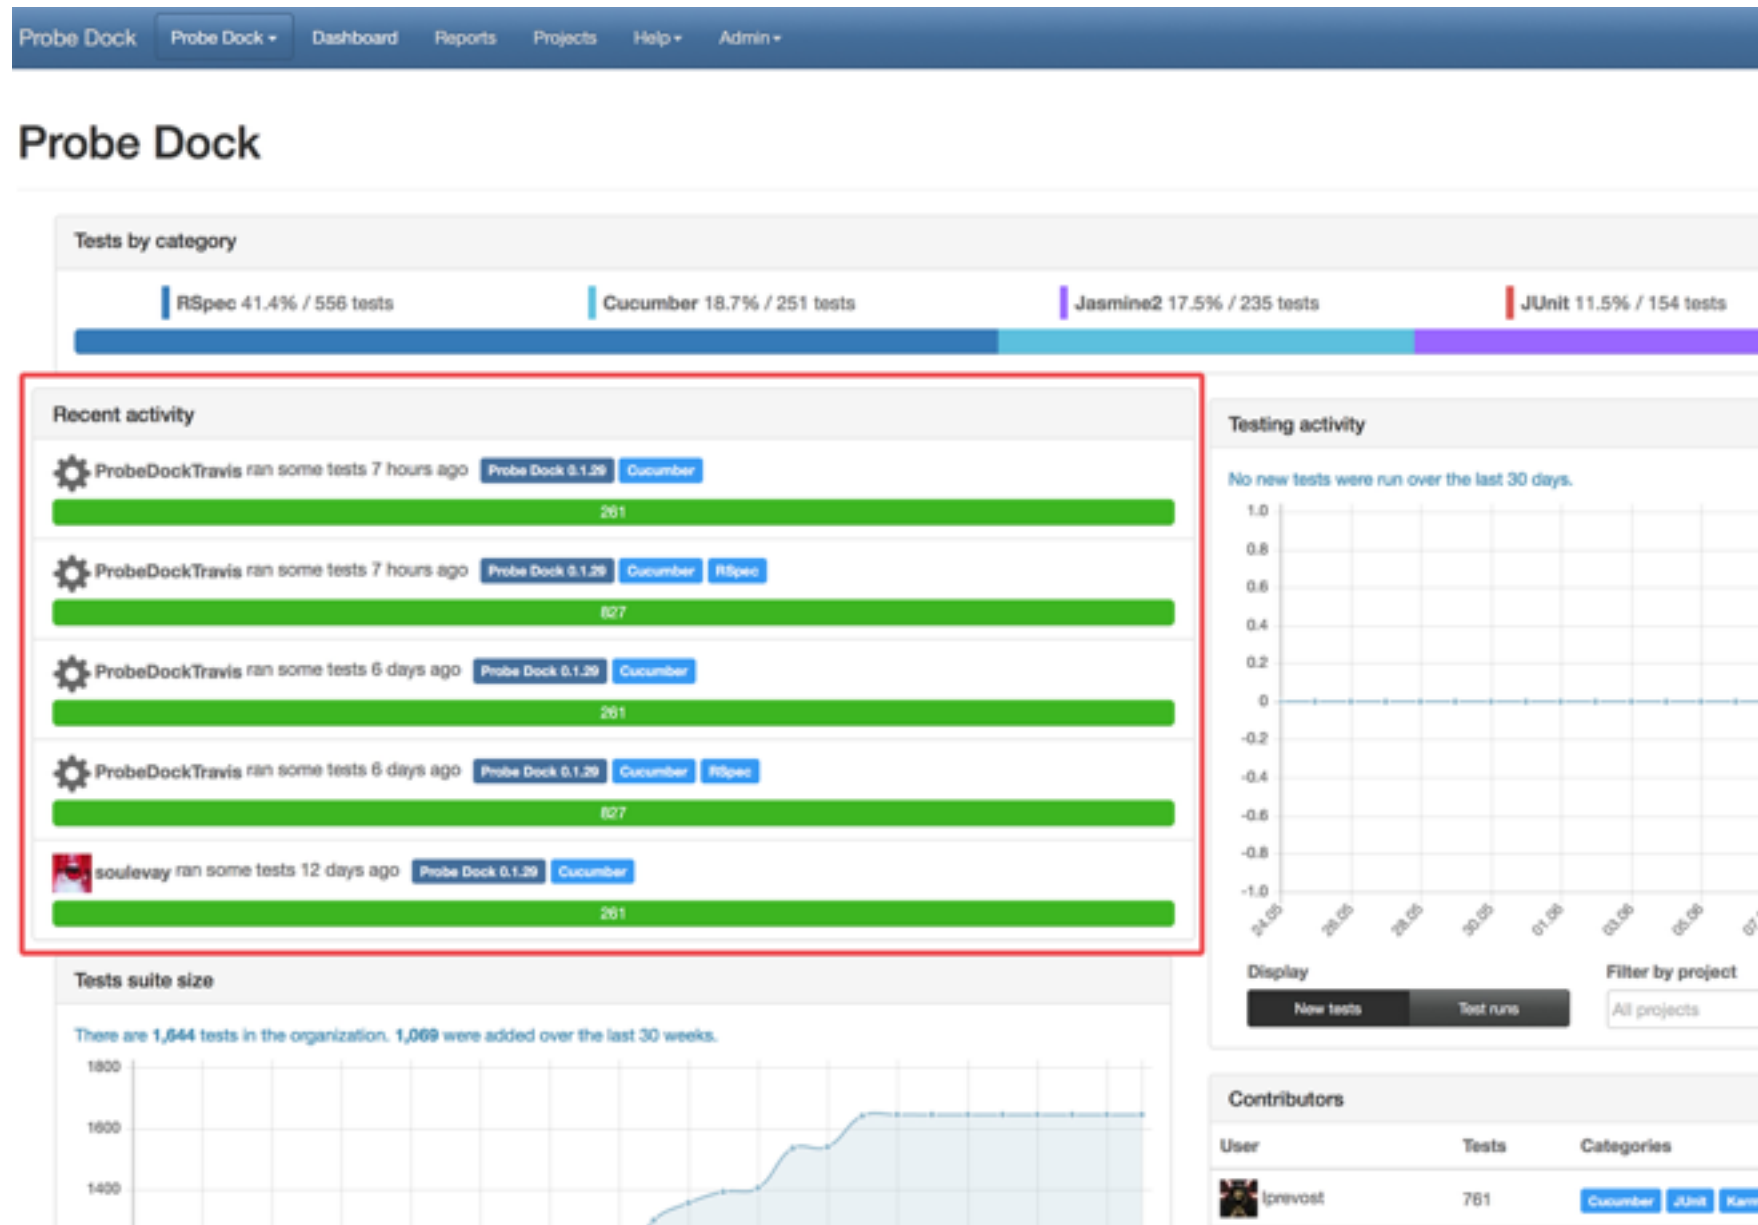 Probe Dock Probe Dock Dashboard Reports Projects Help Admin
Probe Dock
Tests by category
RSpec 41.4% / 556 tests Cucumber 18.7% / 251 tests Jasmine2 17.5% / 235 tests JUnit 11.5% / 154 tests
Recent activity
ProbeDockTravis ran some tests 7 hours ago Probe Dock 0.1.29 Cucumber
261
ProbeDockTravis ran some tests 7 hours ago Probe Dock 0.1.29 Cucumber RSpec
827
ProbeDockTravis ran some tests 6 days ago Probe Dock 0.1.29 Cucumber
261
ProbeDockTravis ran some tests 6 days ago Probe Dock 0.1.29 Cucumber RSpec
827
soulevay ran some tests 12 days ago Probe Dock 0.1.29 Cucumber
261
Tests suite size
There are 1,644 tests in the organization. 1,069 were added over the last 30 weeks.
1800
1600
1400
Testing activity
No new tests were run over the last 30 days.
1.0
0.8
0.6
0.4
0.2
0
-0.2
-0.4
-0.6
-0.8
-1.0
24.05 26.05 28.05 30.05 01.06 03.06 05.06
Display Filter by project
New tests Test runs All projects
Contributors
User Tests Categories
lprevost 761 Cucumber JUnit